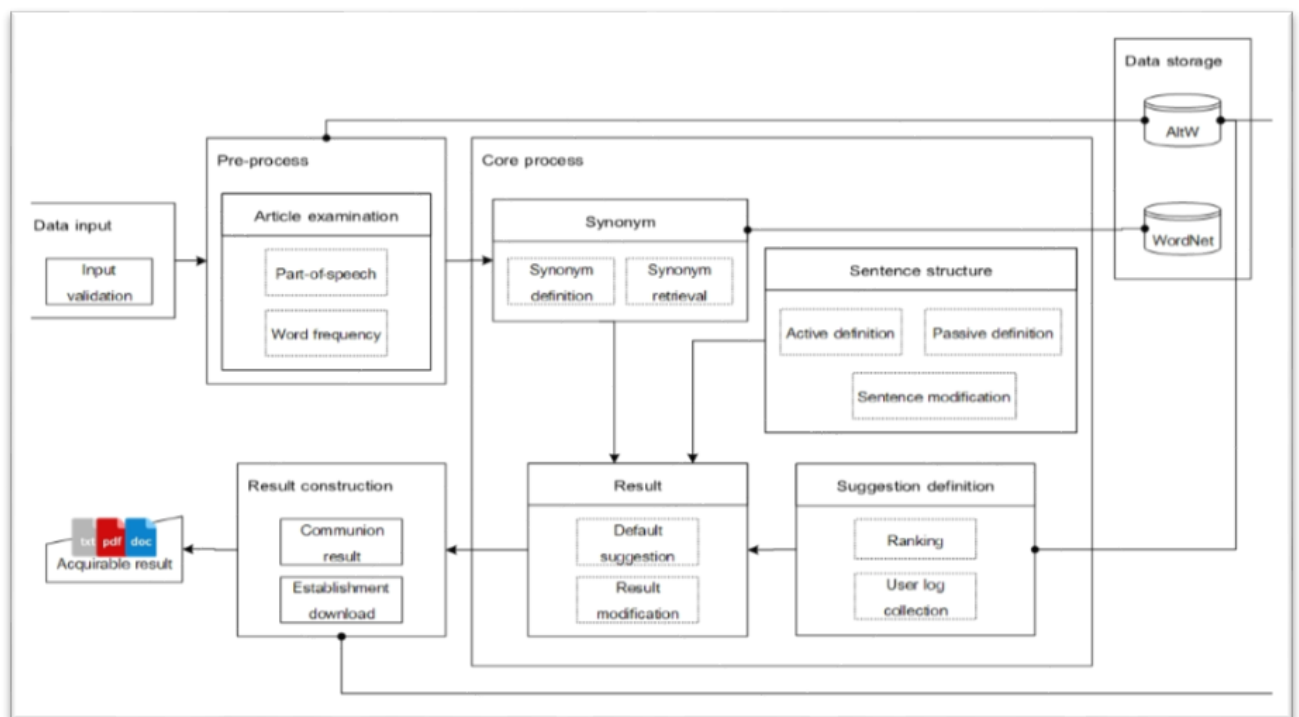 Data storage
AltW
WordNet
Pre-process
Article examination
Part-of-speech
Word frequency
Data input
Input
validation
Core process
Synonym
Synonym
definition
Synonym
retrieval
Sentence structure
Active definition
Passive definition
Sentence modification
Result
Default
suggestion
Result
modification
Suggestion definition
Ranking
User log
collection
Result construction
Communion
result
Establishment
download
txt
pdf
doc
Acquirable result